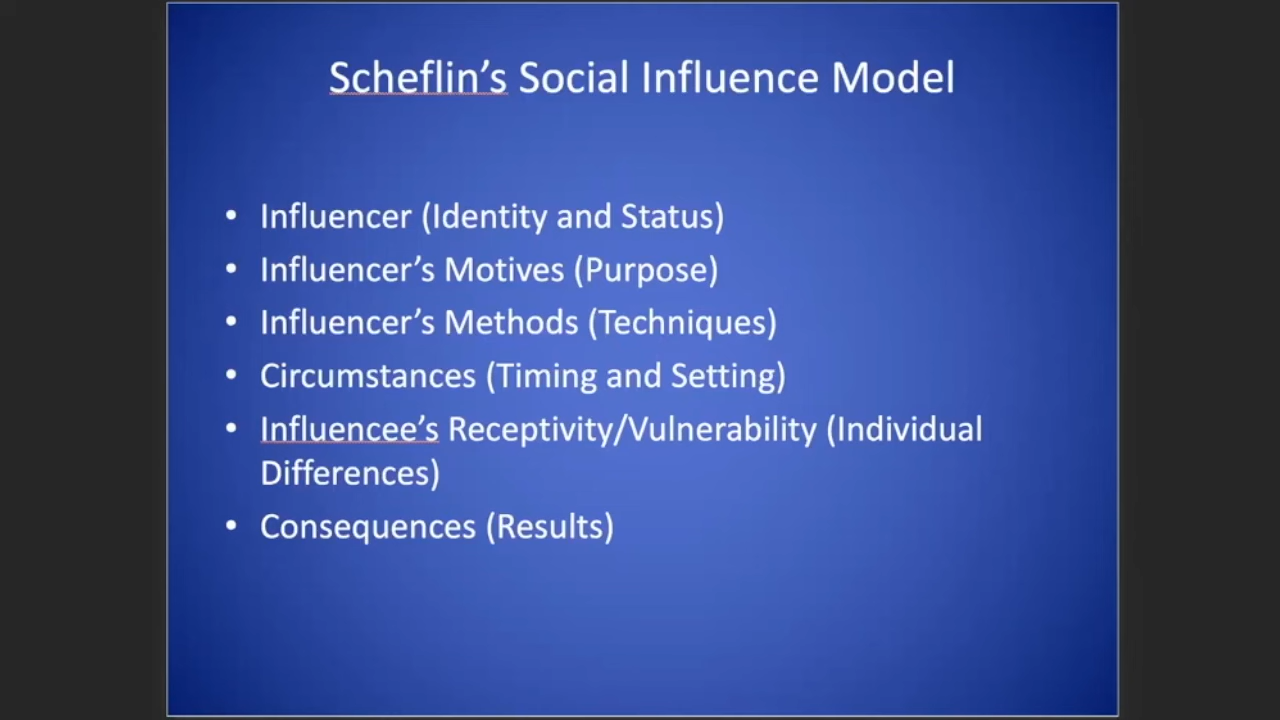 Scheflin’s Social Influence Model
• Influencer (Identity and Status)
• Influencer’s Motives (Purpose)
• Influencer’s Methods (Techniques)
• Circumstances (Timing and Setting)
• Influencee’s Receptivity/Vulnerability (Individual
Differences)
• Consequences (Results)